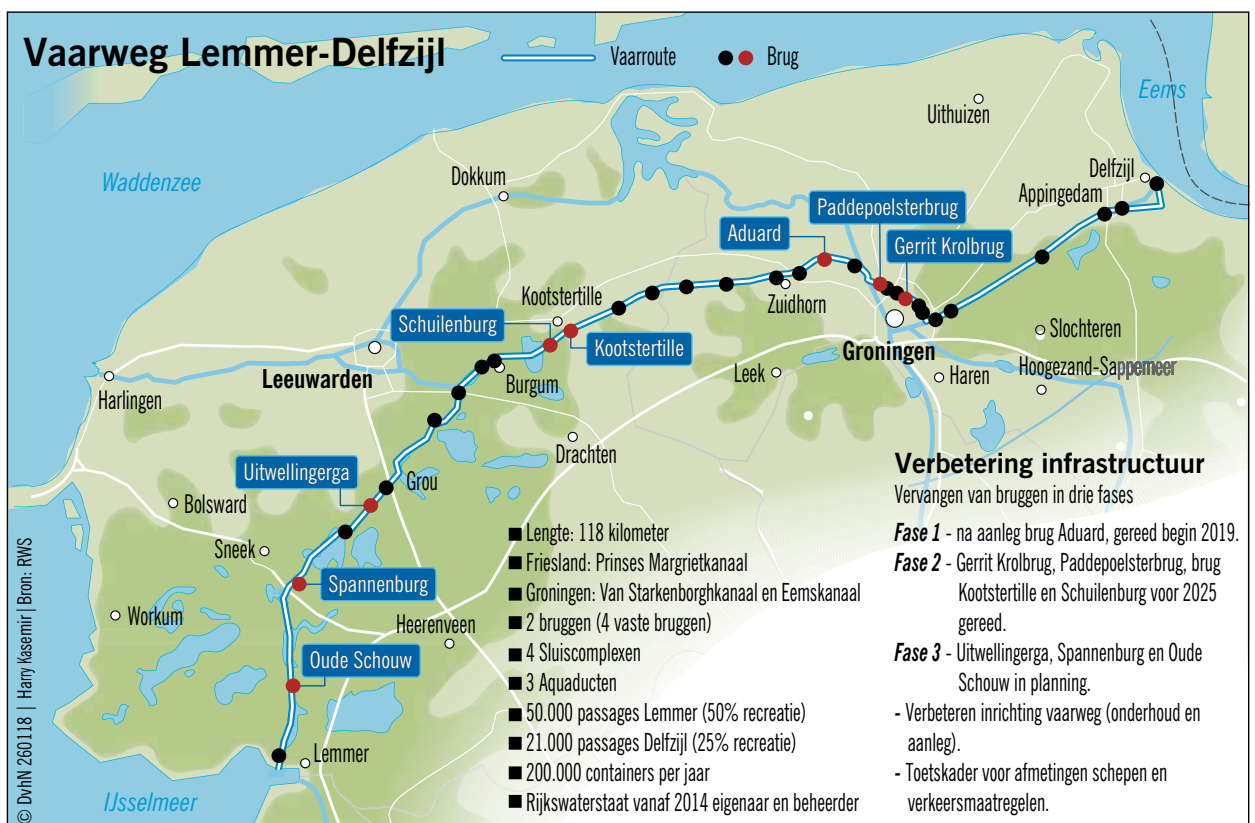 Vaarweg Lemmer-Delfzijl
Vaarroute
Brug
Eems
Uithuizen
Waddenzee
Dokkum
Delfzijl
Appingedam
Paddepoelsterbrug
Aduard
Gerrit Krolbrug
Kootstertille
Zuidhorn
Schuilenburg
Kootstertille
Slochteren
Groningen
Leeuwarden
Burgum
Leek
Haren
Hoogezand-Sappemeer
Harlingen
Drachten
Uitwellingerga
Grou
Bolsward
Sneek
Spannenburg
Workum
Heerenveen
Oude Schouw
Lemmer
IJsselmeer
■ Lengte: 118 kilometer
■ Friesland: Prinses Margrietkanaal
■ Groningen: Van Starkenborghkanaal en Eemskanaal
■ 2 bruggen (4 vaste bruggen)
■ 4 Sluiscomplexen
■ 3 Aquaducten
■ 50.000 passages Lemmer (50% recreatie)
■ 21.000 passages Delfzijl (25% recreatie)
■ 200.000 containers per jaar
■ Rijkswaterstaat vanaf 2014 eigenaar en beheerder
Verbetering infrastructuur
Vervangen van bruggen in drie fases
Fase 1 - na aanleg brug Aduard, gereed begin 2019.
Fase 2 - Gerrit Krolbrug, Paddepoelsterbrug, brug
Kootstertille en Schuilenburg voor 2025
gereed.
Fase 3 - Uitwellingerga, Spannenburg en Oude
Schouw in planning.
- Verbeteren inrichting vaarweg (onderhoud en
aanleg).
- Toetskader voor afmetingen schepen en
verkeersmaatregelen.
© DvhN 260118 | Harry Kasemir | Bron: RWS